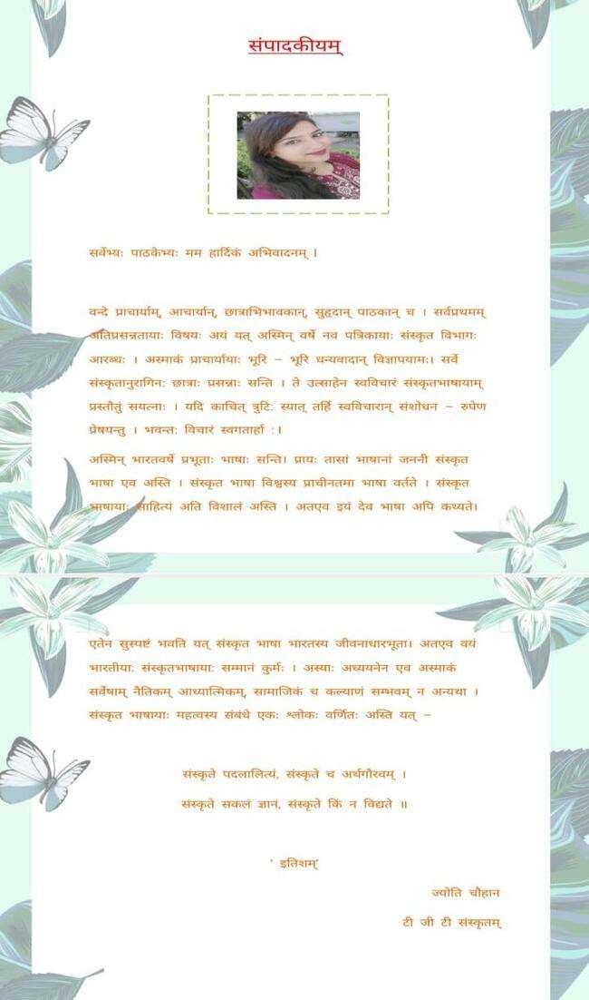 संपादकीयम्
सर्वेभ्यः पाठकेभ्यः मम हार्दिकं अभिवादनम् ।
वन्दे प्राचार्याम्, आचार्यान्, छात्राभिभावकान्, सुहृदान् पाठकान् च । सर्वप्रथमम्
अतिप्रसन्नतायाः विषयः अयं यत् अस्मिन् वर्षे नव पत्रिकायाः संस्कृत विभागः
आरब्धः । अस्माकं प्राचार्यायाः भूरि – भूरि धन्यवादान् विज्ञापयामः। सर्वे
संस्कृतानुरागिनः छात्राः प्रसन्नाः सन्ति । ते उत्साहेन स्वविचारं संस्कृतभाषायाम्
प्रस्तौतुं सयत्नाः । यदि काचित् त्रुटिः स्यात् तर्हि स्वविचारान् संशोधन – रुपेण
प्रेषयन्तु । भवन्तः विचारं स्वगतार्हा : ।
अस्मिन् भारतवर्षे प्रभूताः भाषाः सन्ति। प्रायः तासां भाषानां जननी संस्कृत
भाषा एव अस्ति । संस्कृत भाषा विश्वस्य प्राचीनतमा भाषा वर्तते । संस्कृत
भाषायाः साहित्यं अति विशालं अस्ति । अतएव इयं देव भाषा अपि कथ्यते।
एतेन सुस्पष्टं भवति यत् संस्कृत भाषा भारतस्य जीवनाधारभूता। अतएव वयं
भारतीयाः संस्कृतभाषायाः सम्मानं कुर्मः । अस्याः अध्ययनेन एव अस्माकं
सर्वेषाम् नैतिकम् आध्यात्मिकम्, सामाजिकं च कल्याणं सम्भवम् न अन्यथा ।
संस्कृत भाषायाः महत्वस्य संबंधे एकः श्लोकः वर्णितः अस्ति यत् –
संस्कृते पदलालित्यं, संस्कृते च अर्थगौरवम् ।
संस्कृते सकलं ज्ञानं, संस्कृते किं न विद्यते ॥
' इतिशम्'
ज्योति चौहान
टी जी टी संस्कृतम्